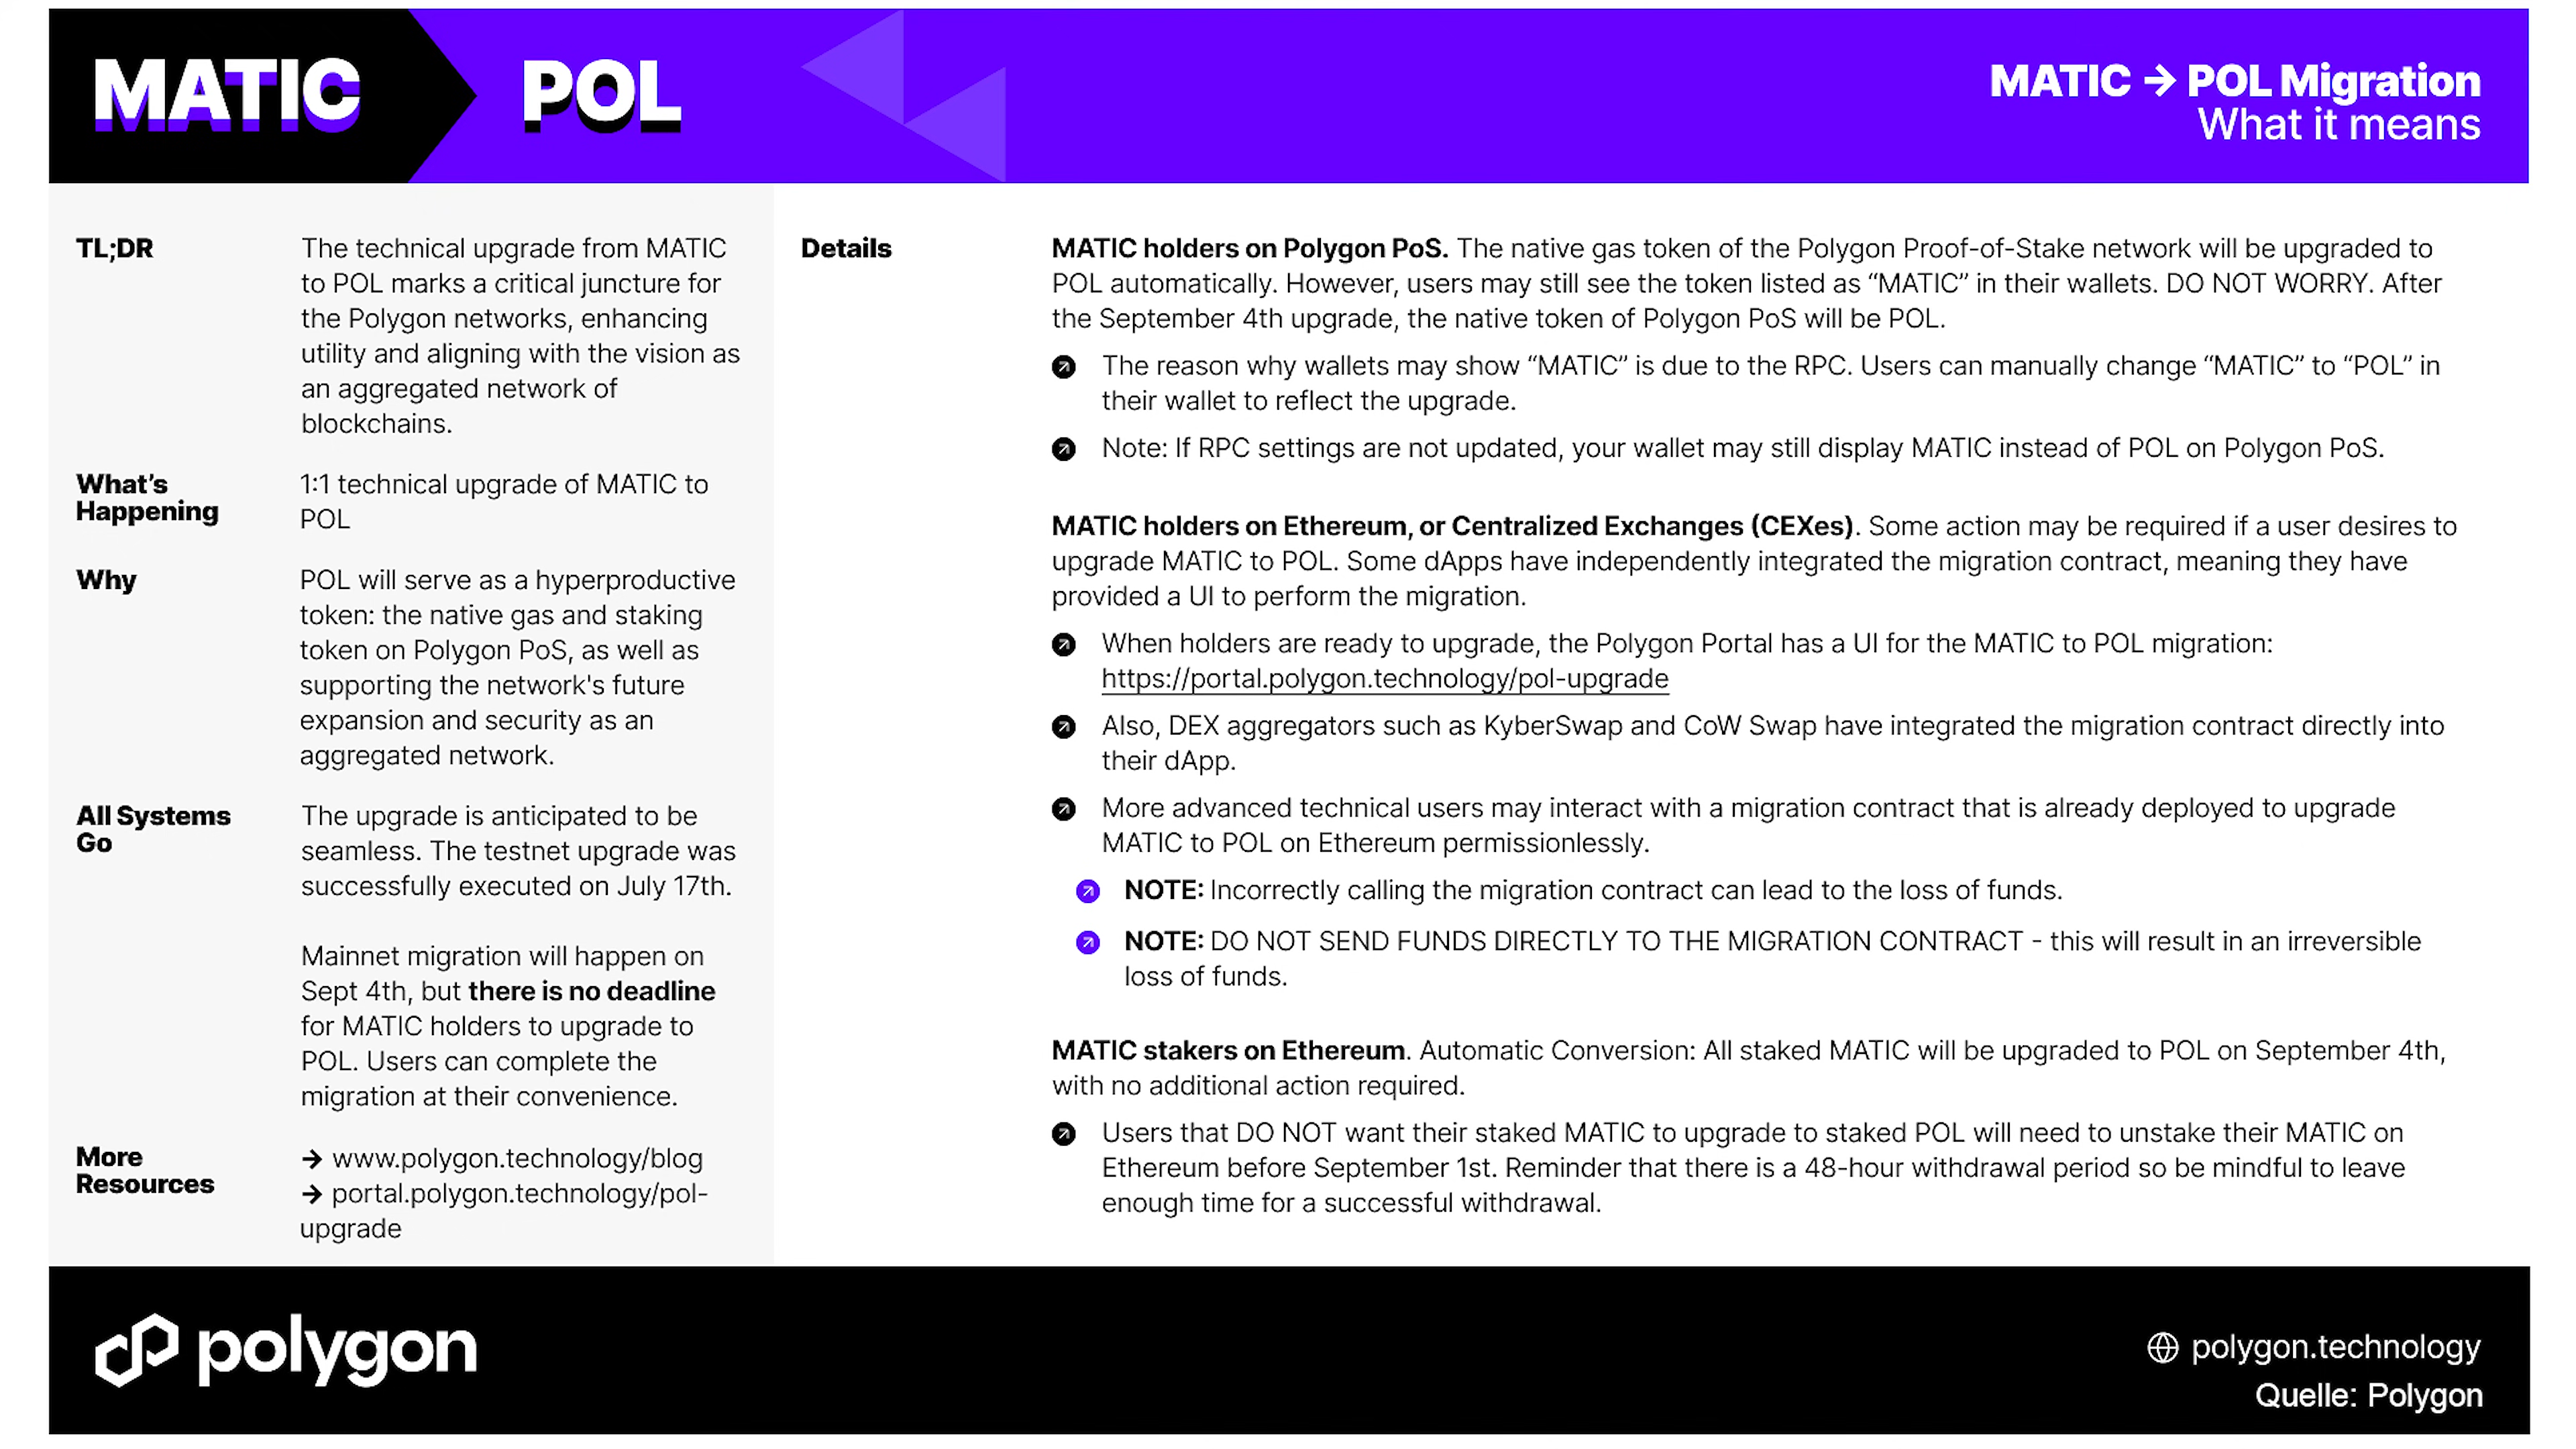 MATIC
POL
MATIC → POL Migration
What it means
TL;DR
The technical upgrade from MATIC
to POL marks a critical juncture for
the Polygon networks, enhancing
utility and aligning with the vision as
an aggregated network of
blockchains.
What's
Happening
1:1 technical upgrade of MATIC to
POL
Why
POL will serve as a hyperproductive
token: the native gas and staking
token on Polygon PoS, as well as
supporting the network's future
expansion and security as an
aggregated network.
All Systems
Go
The upgrade is anticipated to be
seamless. The testnet upgrade was
successfully executed on July 17th.
Mainnet migration will happen on
Sept 4th, but there is no deadline
for MATIC holders to upgrade to
POL. Users can complete the
migration at their convenience.
More
Resources
→ www.polygon.technology/blog
→ portal.polygon.technology/pol-
upgrade
Details
MATIC holders on Polygon PoS. The native gas token of the Polygon Proof-of-Stake network will be upgraded to
POL automatically. However, users may still see the token listed as “MATIC” in their wallets. DO NOT WORRY. After
the September 4th upgrade, the native token of Polygon PoS will be POL.
The reason why wallets may show “MATIC” is due to the RPC. Users can manually change “MATIC” to “POL” in
their wallet to reflect the upgrade.
Note: If RPC settings are not updated, your wallet may still display MATIC instead of POL on Polygon PoS.
MATIC holders on Ethereum, or Centralized Exchanges (CEXes). Some action may be required if a user desires to
upgrade MATIC to POL. Some dApps have independently integrated the migration contract, meaning they have
provided a UI to perform the migration.
When holders are ready to upgrade, the Polygon Portal has a UI for the MATIC to POL migration:
https://portal.polygon.technology/pol-upgrade
Also, DEX aggregators such as KyberSwap and CoW Swap have integrated the migration contract directly into
their dApp.
More advanced technical users may interact with a migration contract that is already deployed to upgrade
MATIC to POL on Ethereum permissionlessly.
NOTE: Incorrectly calling the migration contract can lead to the loss of funds.
NOTE: DO NOT SEND FUNDS DIRECTLY TO THE MIGRATION CONTRACT - this will result in an irreversible
loss of funds.
MATIC stakers on Ethereum. Automatic Conversion: All staked MATIC will be upgraded to POL on September 4th,
with no additional action required.
Users that DO NOT want their staked MATIC to upgrade to staked POL will need to unstake their MATIC on
Ethereum before September 1st. Reminder that there is a 48-hour withdrawal period so be mindful to leave
enough time for a successful withdrawal.
polygon
polygon.technology
Quelle: Polygon